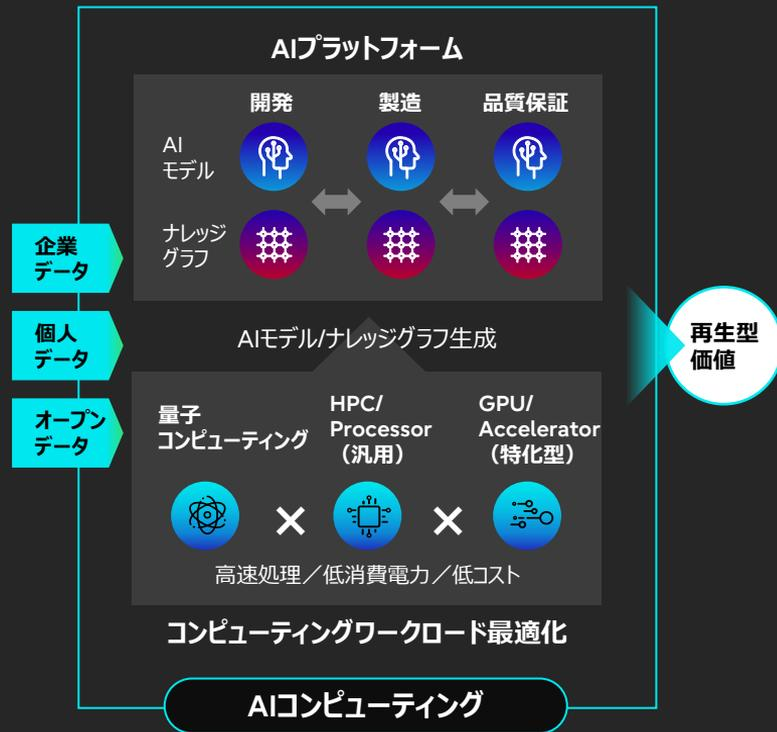 AIプラットフォーム
開発
製造
品質保証
AI
モデル
ナレッジ
グラフ
企業
データ
個人
データ
オープン
データ
AIモデル/ナレッジグラフ生成
再生型
価値
量子
コンピューティング
HPC/
Processor
（汎用）
GPU/
Accelerator
（特化型）
×
×
高速処理／低消費電力／低コスト
コンピューティングワークロード最適化
AIコンピューティング